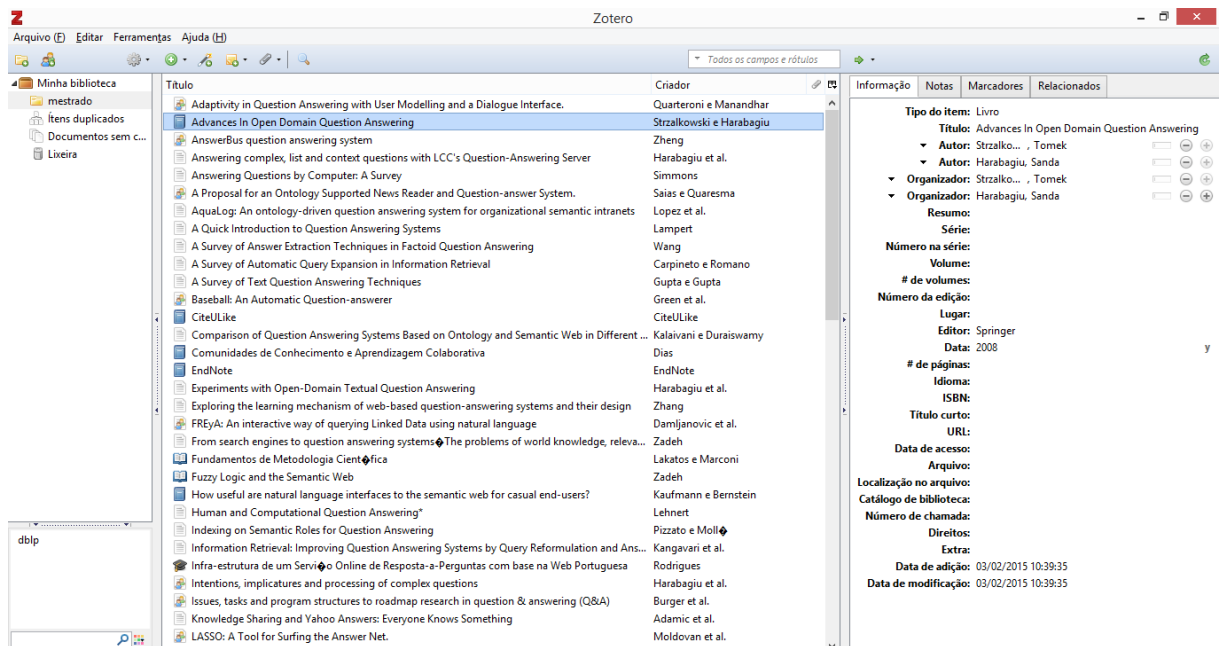 Z Zotero
Arquivo (F) Editar Ferramentas Ajuda (H)
Todos os campos e rótulos
Minha biblioteca
mestrado
Ítens duplicados
Documentos sem c...
Lixeira
dblp
Título Criador
Adaptivity in Question Answering with User Modelling and a Dialogue Interface. Quarteroni e Manandhar
Advances In Open Domain Question Answering Strzalkowski e Harabagiu
AnswerBus question answering system Zheng
Answering complex, list and context questions with LCC's Question-Answering Server Harabagiu et al.
Answering Questions by Computer: A Survey Simmons
A Proposal for an Ontology Supported News Reader and Question-answer System. Saias e Quaresma
AquaLog: An ontology-driven question answering system for organizational semantic intranets Lopez et al.
A Quick Introduction to Question Answering Systems Lampert
A Survey of Answer Extraction Techniques in Factoid Question Answering Wang
A Survey of Automatic Query Expansion in Information Retrieval Carpineto e Romano
A Survey of Text Question Answering Techniques Gupta e Gupta
Baseball: An Automatic Question-answerer Green et al.
CiteULike CiteULike
Comparison of Question Answering Systems Based on Ontology and Semantic Web in Different ... Kalaivani e Duraiswamy
Comunidades de Conhecimento e Aprendizagem Colaborativa Dias
EndNote EndNote
Experiments with Open-Domain Textual Question Answering Harabagiu et al.
Exploring the learning mechanism of web-based question-answering systems and their design Zhang
FREyA: An interactive way of querying Linked Data using natural language Damljanovic et al.
From search engines to question answering systems�The problems of world knowledge, releva... Zadeh
Fundamentos de Metodologia Cient�fica Lakatos e Marconi
Fuzzy Logic and the Semantic Web Zadeh
How useful are natural language interfaces to the semantic web for casual end-users? Kaufmann e Bernstein
Human and Computational Question Answering* Lehnert
Indexing on Semantic Roles for Question Answering Pizzato e Moll�
Information Retrieval: Improving Question Answering Systems by Query Reformulation and Ans... Kangavari et al.
Infra-estrutura de um Servi�o Online de Resposta-a-Perguntas com base na Web Portuguesa Rodrigues
Intentions, implicatures and processing of complex questions Harabagiu et al.
Issues, tasks and program structures to roadmap research in question & answering (Q&A) Burger et al.
Knowledge Sharing and Yahoo Answers: Everyone Knows Something Adamic et al.
LASSO: A Tool for Surfing the Answer Net. Moldovan et al.
Informação Notas Marcadores Relacionados
Tipo do item: Livro
Título: Advances In Open Domain Question Answering
Autor: Strzalko... , Tomek
Autor: Harabagiu, Sanda
Organizador: Strzalko... , Tomek
Organizador: Harabagiu, Sanda
Resumo:
Série:
Número na série:
Volume:
# de volumes:
Número da edição:
Lugar:
Editor: Springer
Data: 2008 y
# de páginas:
Idioma:
ISBN:
Título curto:
URL:
Data de acesso:
Arquivo:
Localização no arquivo:
Catálogo de biblioteca:
Número de chamada:
Direitos:
Extra:
Data de adição: 03/02/2015 10:39:35
Data de modificação: 03/02/2015 10:39:35